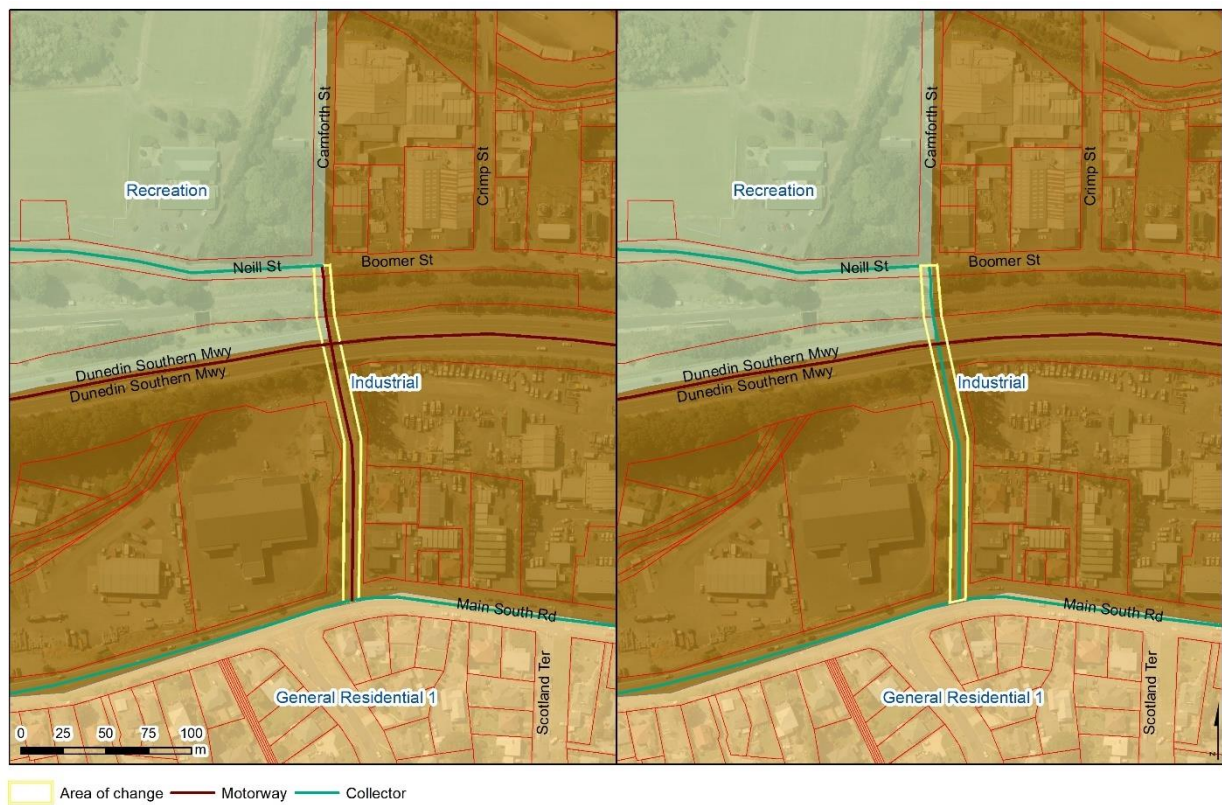 Carnforth St
Crimp St
Recreation
Neill St
Boomer St
Dunedin Southern Mwy
Dunedin Southern Mwy
Industrial
Main South Rd
General Residential 1
Scotland Ter
0 25 50 75 100
m
Carnforth St
Crimp St
Recreation
Neill St
Boomer St
Dunedin Southern Mwy
Dunedin Southern Mwy
Industrial
Main South Rd
General Residential 1
Scotland Ter
Area of change
Motorway
Collector